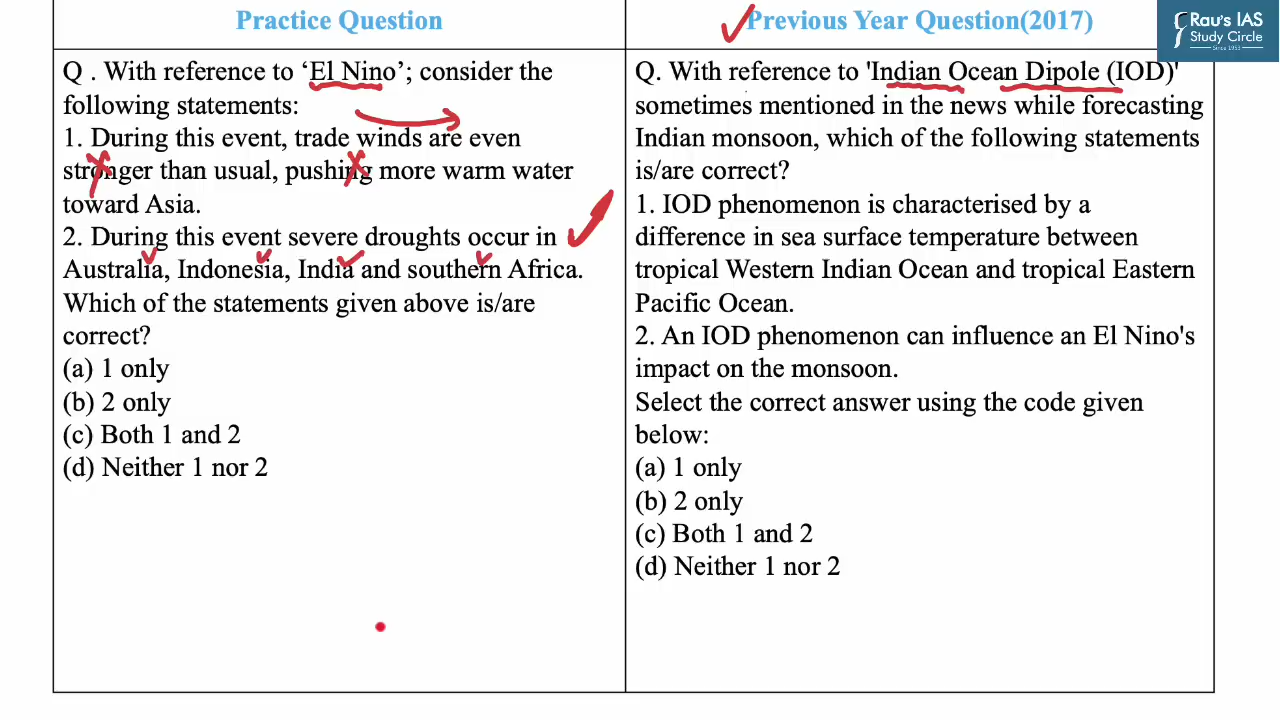 Practice Question
Q . With reference to ‘El Nino’; consider the
following statements:
1. During this event, trade winds are even
stronger than usual, pushing more warm water
toward Asia.
2. During this event severe droughts occur in
Australia, Indonesia, India and southern Africa.
Which of the statements given above is/are
correct?
(a) 1 only
(b) 2 only
(c) Both 1 and 2
(d) Neither 1 nor 2
Previous Year Question(2017)
Q. With reference to 'Indian Ocean Dipole (IOD)'
sometimes mentioned in the news while forecasting
Indian monsoon, which of the following statements
is/are correct?
1. IOD phenomenon is characterised by a
difference in sea surface temperature between
tropical Western Indian Ocean and tropical Eastern
Pacific Ocean.
2. An IOD phenomenon can influence an El Nino's
impact on the monsoon.
Select the correct answer using the code given
below:
(a) 1 only
(b) 2 only
(c) Both 1 and 2
(d) Neither 1 nor 2
Rau's IAS
Study Circle
Since 1953